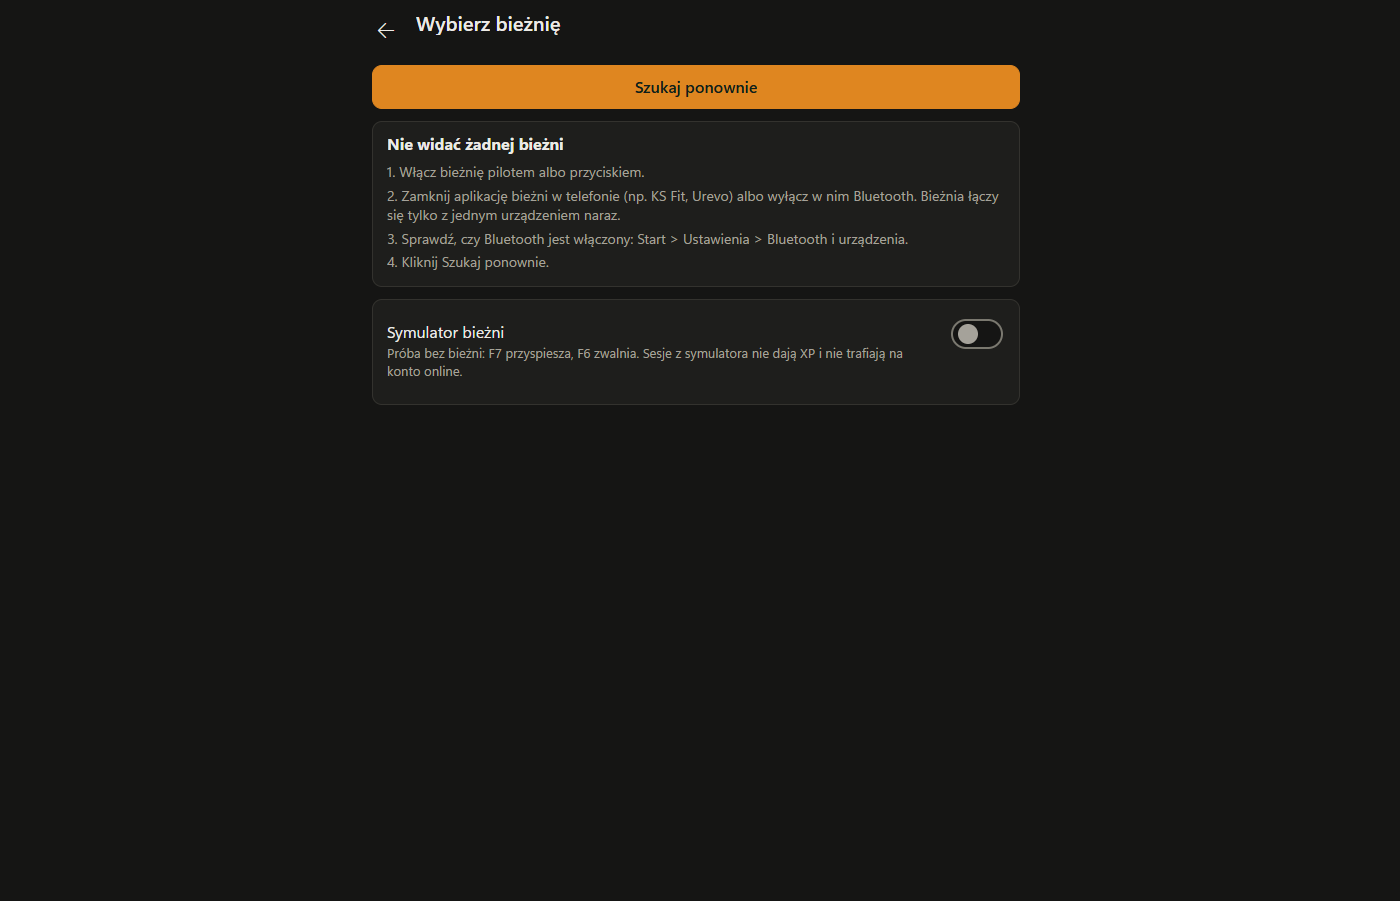 Wybierz bieżnię
Szukaj ponownie
Nie widać żadnej bieżni
1. Włącz bieżnię pilotem albo przyciskiem.
2. Zamknij aplikację bieżni w telefonie (np. KS Fit, Urevo) albo wyłącz w nim Bluetooth. Bieżnia łączy
się tylko z jednym urządzeniem naraz.
3. Sprawdź, czy Bluetooth jest włączony: Start > Ustawienia > Bluetooth i urządzenia.
4. Kliknij Szukaj ponownie.
Symulator bieżni
Próba bez bieżni: F7 przyspiesza, F6 zwalnia. Sesje z symulatora nie dają XP i nie trafiają na
konto online.